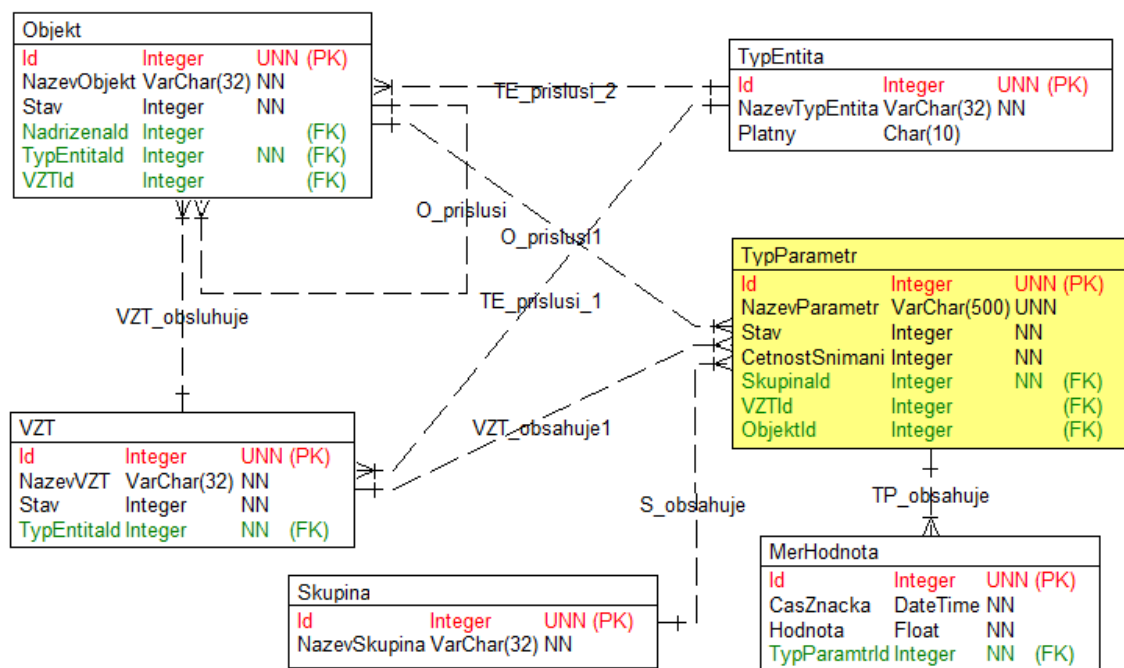 Objekt
Id Integer UNN (PK)
NazevObjekt VarChar(32) NN
Stav Integer NN
NadrizenaId Integer (FK)
TypEntitaId Integer NN (FK)
VZTId Integer (FK)
TypEntita
Id Integer UNN (PK)
NazevTypEntita VarChar(32) NN
Platny Char(10)
TE_prislusi_2
O_prislusi
O_prislusi1
TE_prislusi_1
VZT_obsluhuje
TypParametr
Id Integer UNN (PK)
NazevParametr VarChar(500) UNN
Stav Integer NN
CetnostSnimani Integer NN
SkupinaId Integer NN (FK)
VZTId Integer (FK)
ObjektId Integer (FK)
VZT
Id Integer UNN (PK)
NazevVZT VarChar(32) NN
Stav Integer NN
TypEntitaId Integer NN (FK)
VZT_obsahuje1
S_obsahuje
TP_obsahuje
Skupina
Id Integer UNN (PK)
NazevSkupina VarChar(32) NN
MerHodnota
Id Integer UNN (PK)
CasZnacka DateTime NN
Hodnota Float NN
TypParamtrId Integer NN (FK)